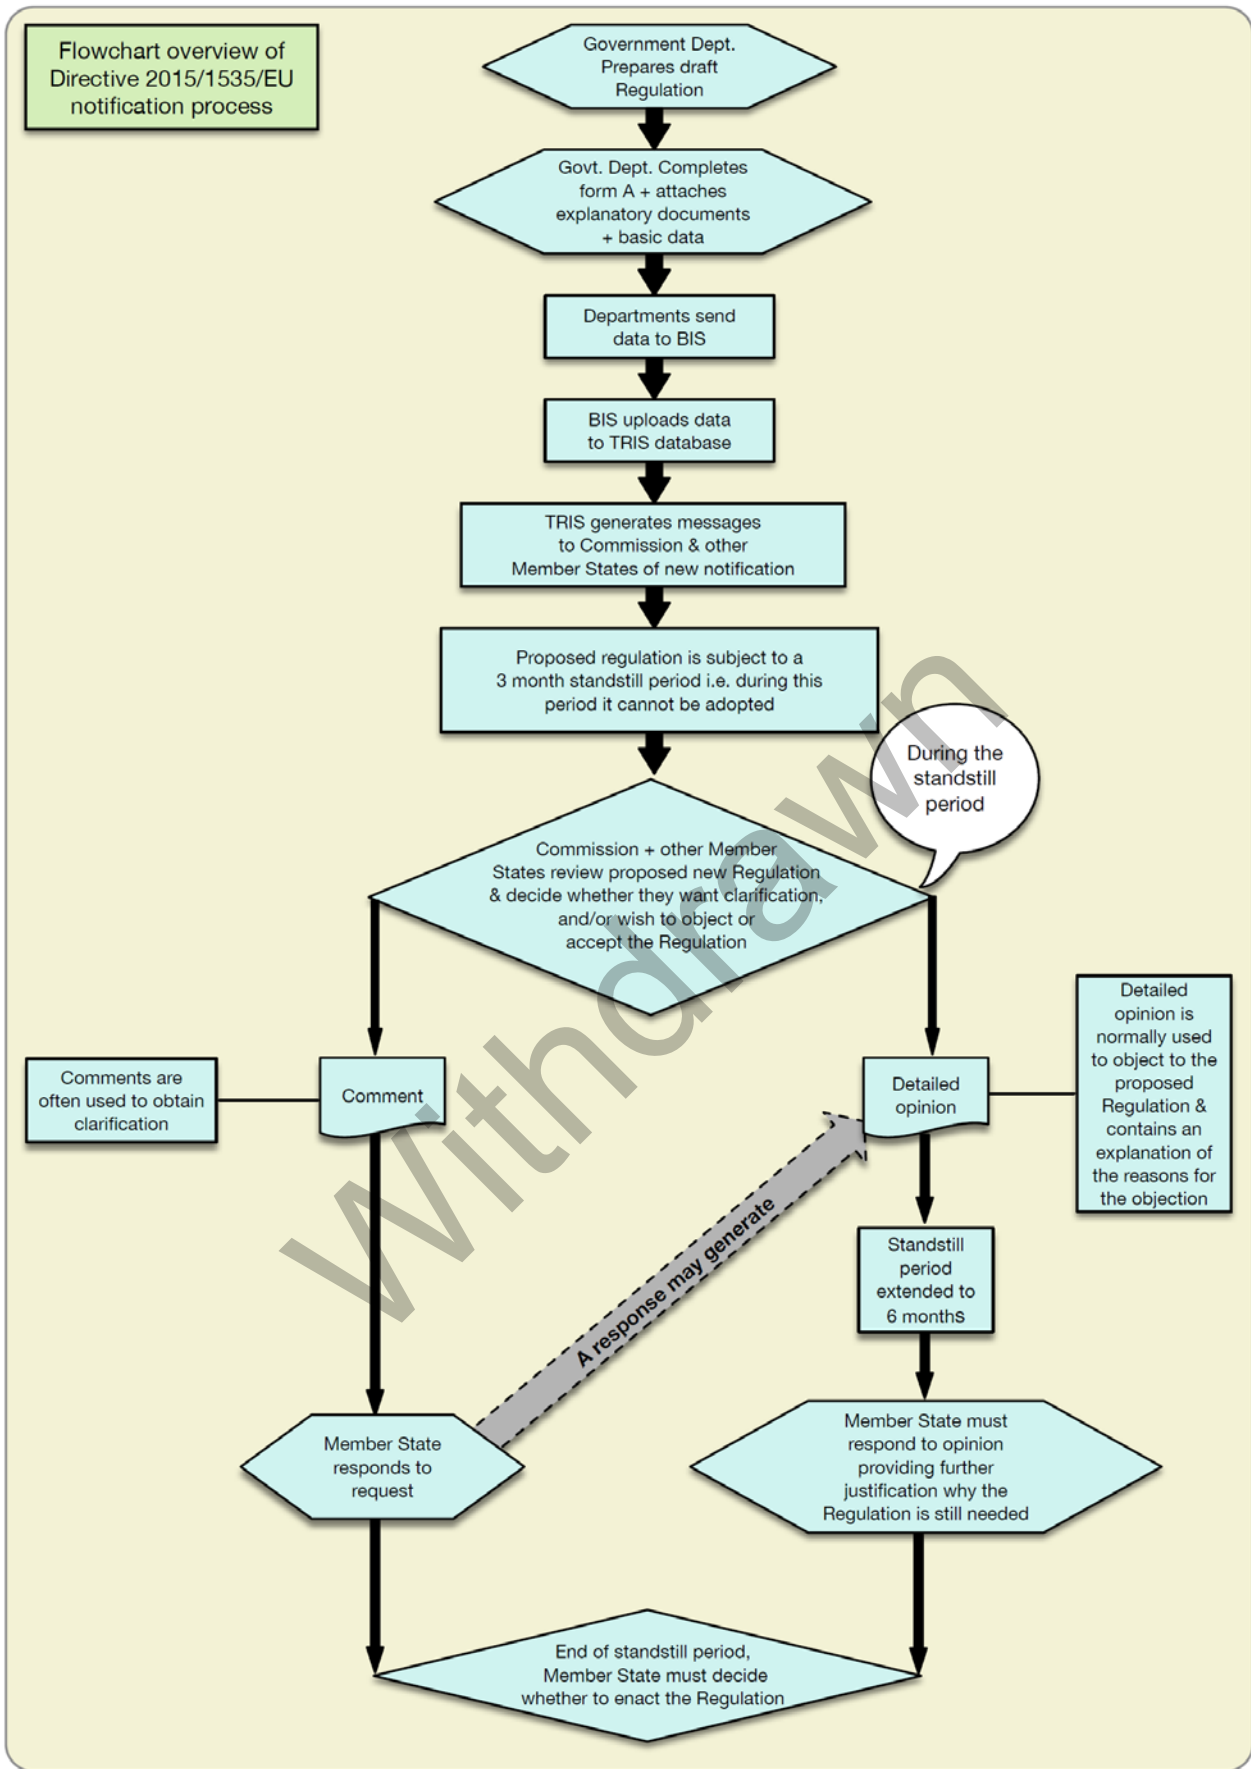 Flowchart overview of
Directive 2015/1535/EU
notification process
Government Dept.
Prepares draft
Regulation
Govt. Dept. Completes
form A + attaches
explanatory documents
+ basic data
Departments send
data to BIS
BIS uploads data
to TRIS database
TRIS generates messages
to Commission & other
Member States of new notification
Proposed regulation is subject to a
3 month standstill period i.e. during this
period it cannot be adopted
During the
standstill
period
Commission + other Member
States review proposed new Regulation
& decide whether they want clarification,
and/or wish to object or
accept the Regulation
Comments are
often used to obtain
clarification
Comment
Detailed
opinion
Detailed
opinion is
normally used
to object to the
proposed
Regulation &
contains an
explanation of
the reasons for
the objection
A response may generate
Standstill
period
extended to
6 months
Member State
responds to
request
Member State must
respond to opinion
providing further
justification why the
Regulation is still needed
End of standstill period,
Member State must decide
whether to enact the Regulation
Withdrawn